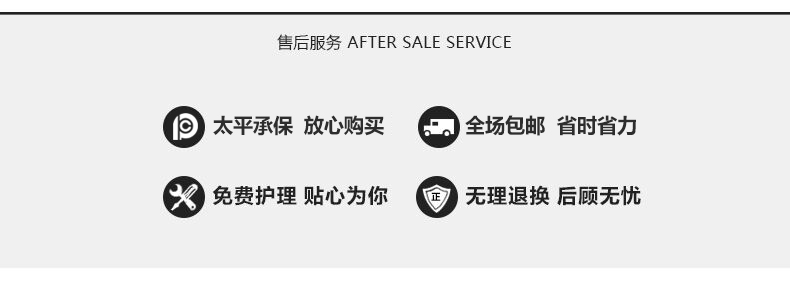 售后服务 AFTER SALE SERVICE
太平承保 放心购买
全场包邮 省时省力
免费护理 贴心为你
正 无理退换 后顾无忧